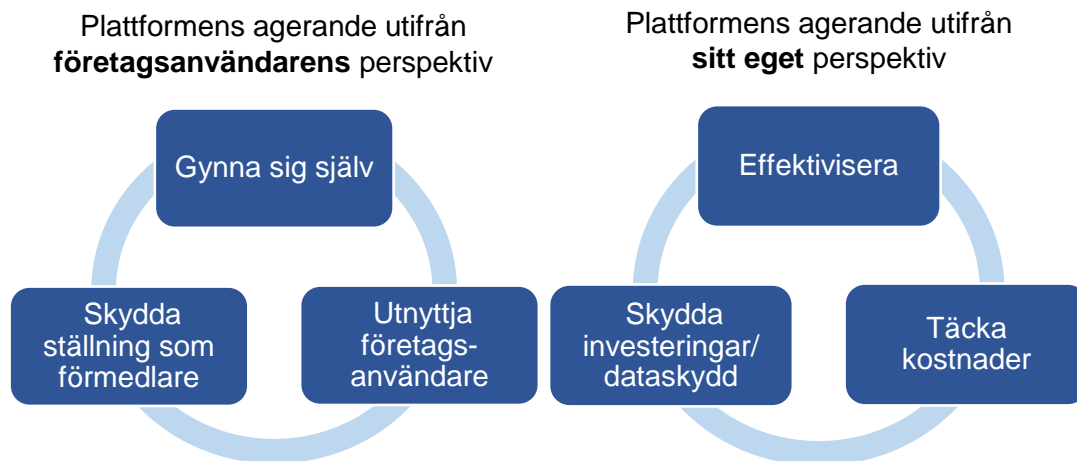 Plattformens agerande utifrån
företagsanvändarens perspektiv
Gynna sig själv
Skydda
ställning som
förmedlare
Utnyttja
företags-
användare
Plattformens agerande utifrån
sitt eget perspektiv
Effektivisera
Skydda
investeringar/
dataskydd
Täcka
kostnader